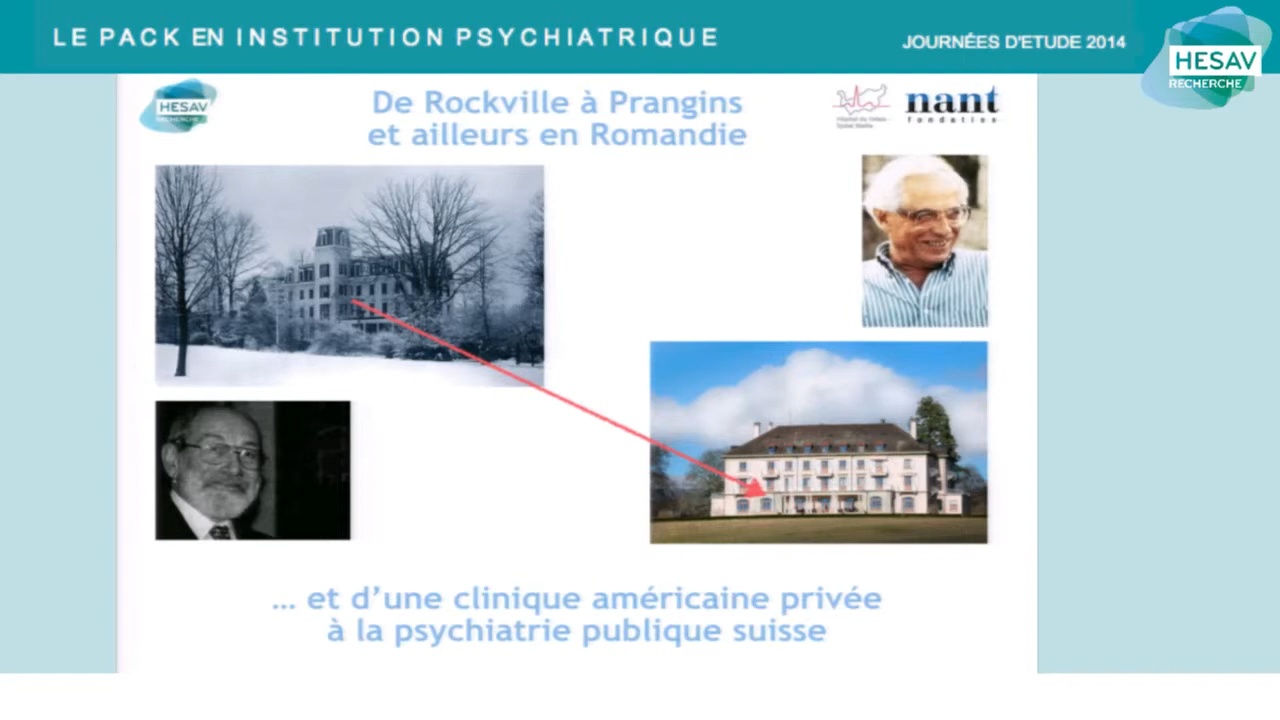 LE PACK EN INSTITUTION PSYCHIATRIQUE
JOURNÉES D'ETUDE 2014
HESAV
RECHERCHE
HESAV
RECHERCHE
De Rockville à Prangins
et ailleurs en Romandie
nant
fondation
... et d'une clinique américaine privée
à la psychiatrie publique suisse